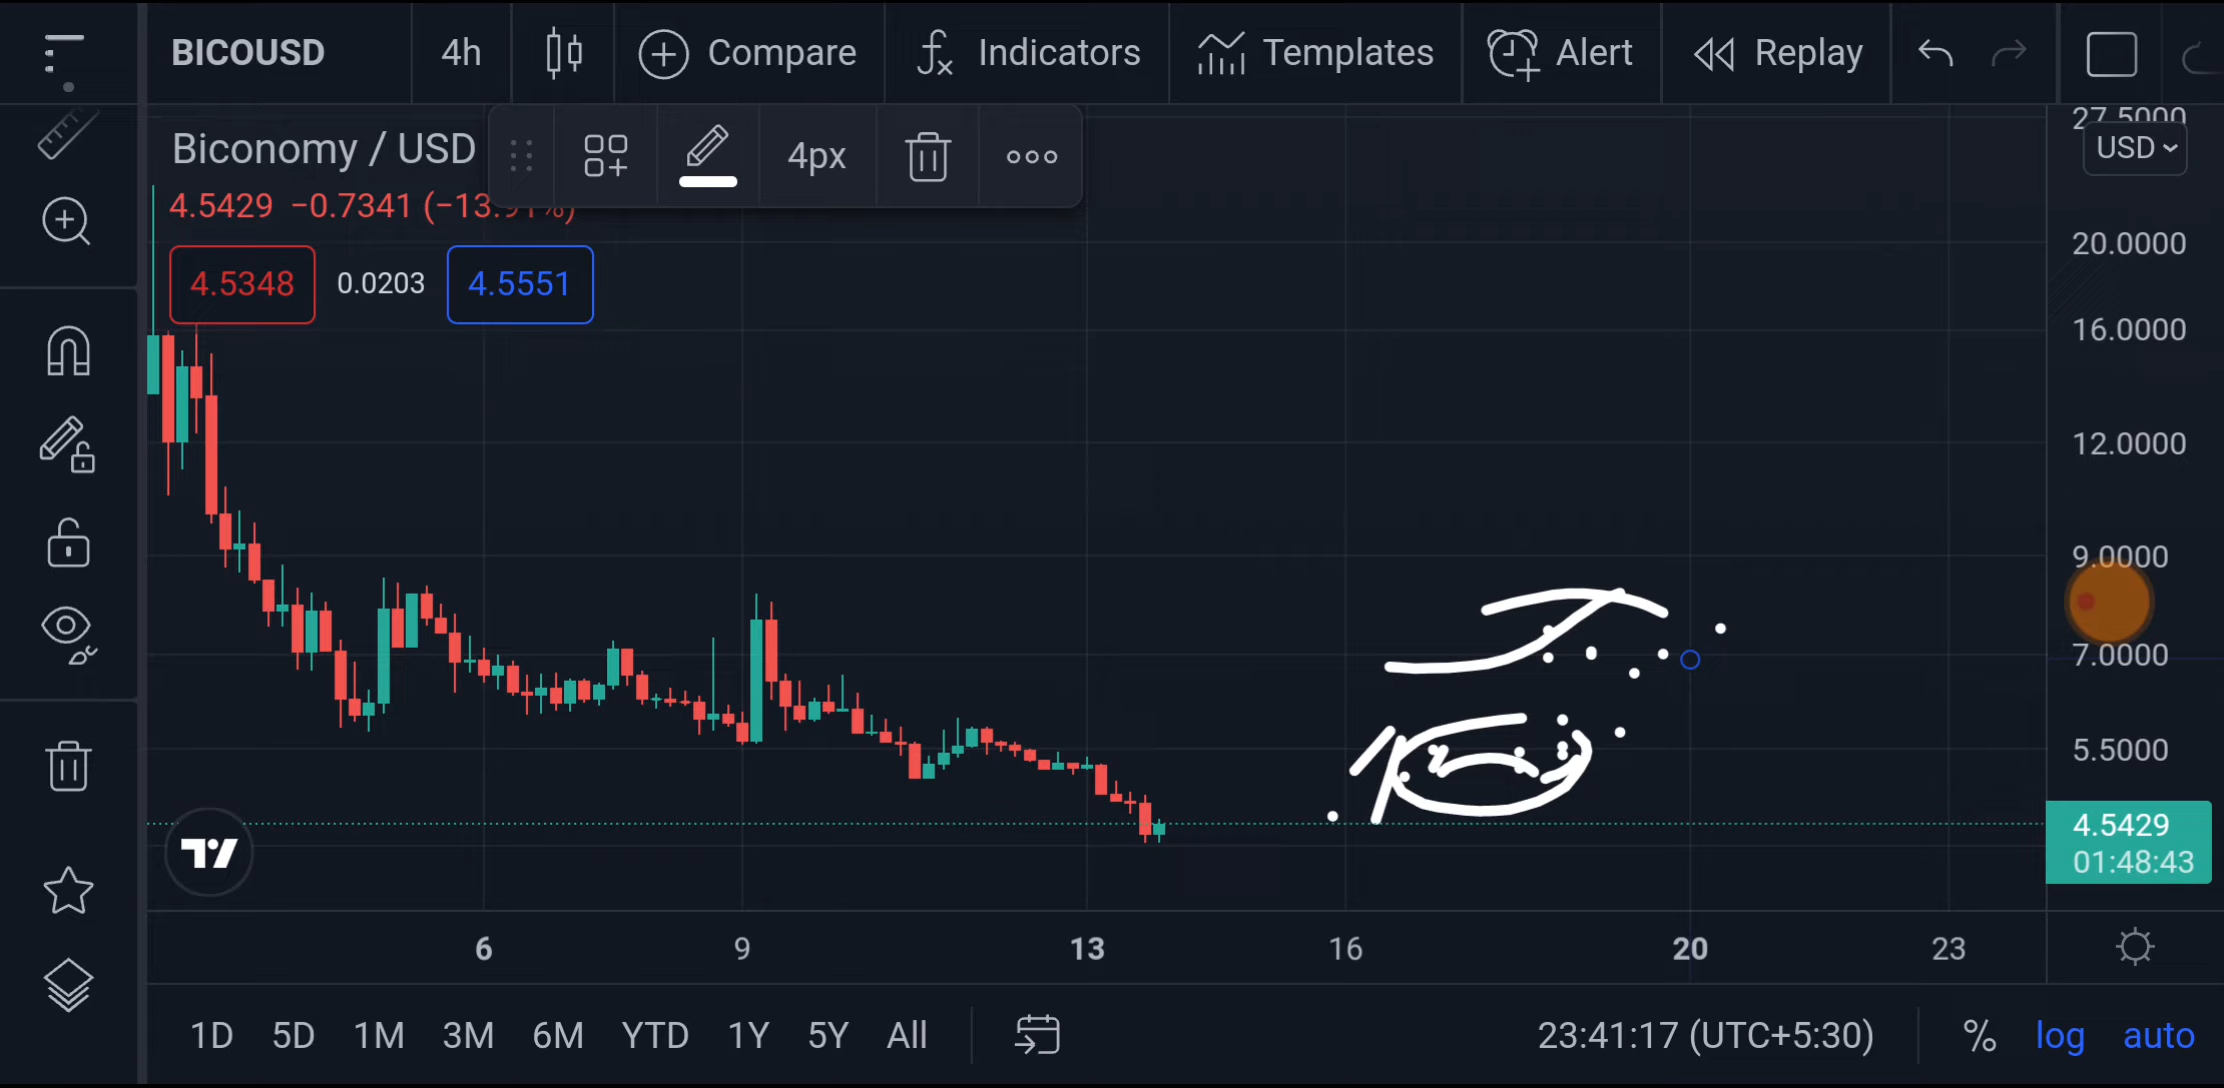 BICOUSD 4h Compare Indicators Templates Alert Replay
Biconomy / USD 4px
4.5429 −0.7341 (−13.91%)
4.5348 0.0203 4.5551
27.5000
USD
20.0000
16.0000
12.0000
9.0000
7.0000
5.5000
4.5429
01:48:43
6 9 13 16 20 23
1D 5D 1M 3M 6M YTD 1Y 5Y All 23:41:17 (UTC+5:30) % log auto